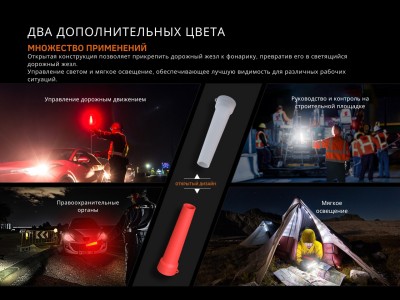 ДВА ДОПОЛНИТЕЛЬНЫХ ЦВЕТА
МНОЖЕСТВО ПРИМЕНЕНИЙ
Открытая конструкция позволяет прикрепить дорожный жезл к фонарику, превратив его в светящийся
дорожный жезл.
Управление светом и мягкое освещение, обеспечивающее лучшую видимость для различных рабочих
ситуаций.
Управление дорожным движением
Руководство и контроль на
строительной площадке
ОТКРЫТЫЙ ДИЗАЙН
Правоохранительные
органы
Мягкое
освещение